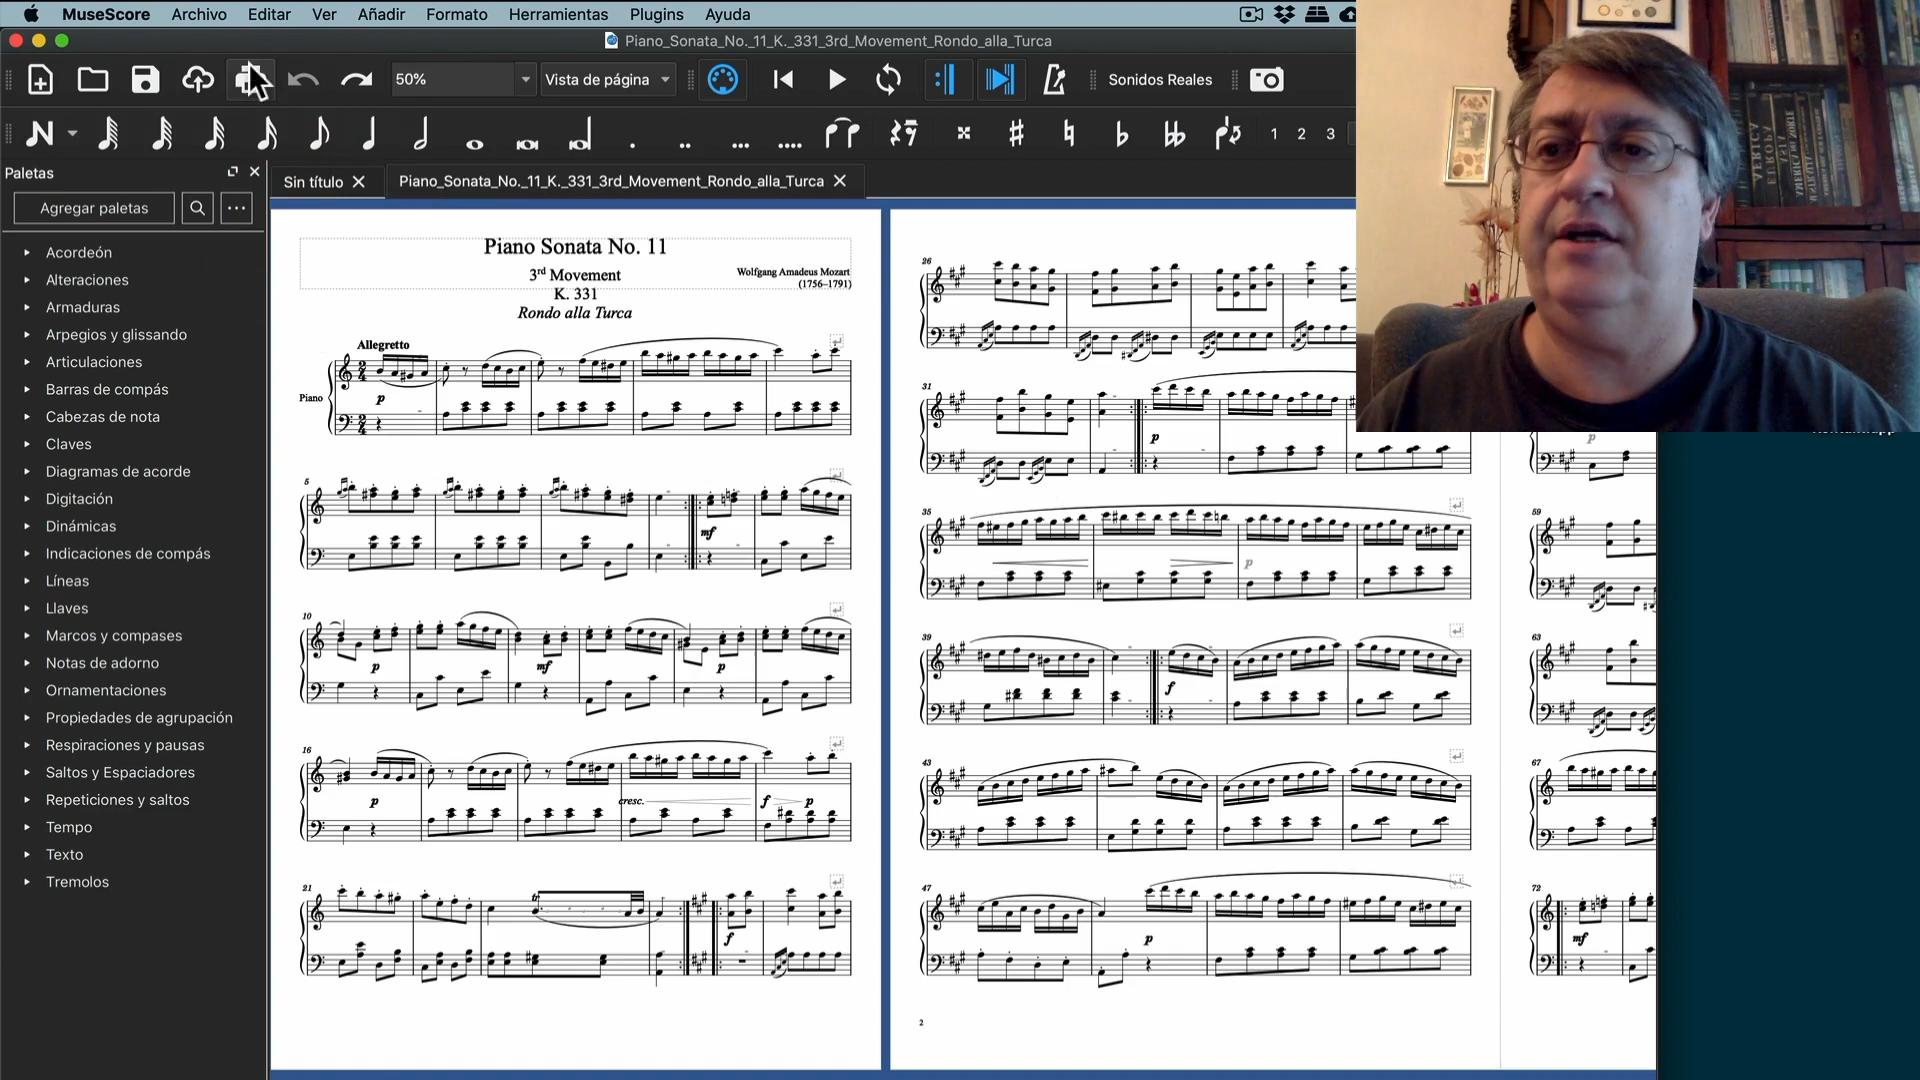 MuseScore Archivo Editar Ver Añadir Formato Herramientas Plugins Ayuda
Piano_Sonata_No._11_K._331_3rd_Movement_Rondo_alla_Turca
50% Vista de página Sonidos Reales
1 2 3
Paletas
Sin título Piano_Sonata_No._11_K._331_3rd_Movement_Rondo_alla_Turca
Agregar paletas
Acordeón
Alteraciones
Armaduras
Arpegios y glissando
Articulaciones
Barras de compás
Cabezas de nota
Claves
Diagramas de acorde
Digitación
Dinámicas
Indicaciones de compás
Líneas
Llaves
Marcos y compases
Notas de adorno
Ornamentaciones
Propiedades de agrupación
Respiraciones y pausas
Saltos y Espaciadores
Repeticiones y saltos
Tempo
Texto
Tremolos
Piano Sonata No. 11
3rd Movement
Wolfgang Amadeus Mozart
(1756–1791)
K. 331
Rondo alla Turca
Allegretto
Piano
p
5
mf
10
p mf p
16
p cresc. f p
21
tr
f
26
31
p
35
p
39
f
43
47
p
2
p
59
63
67
72
mf